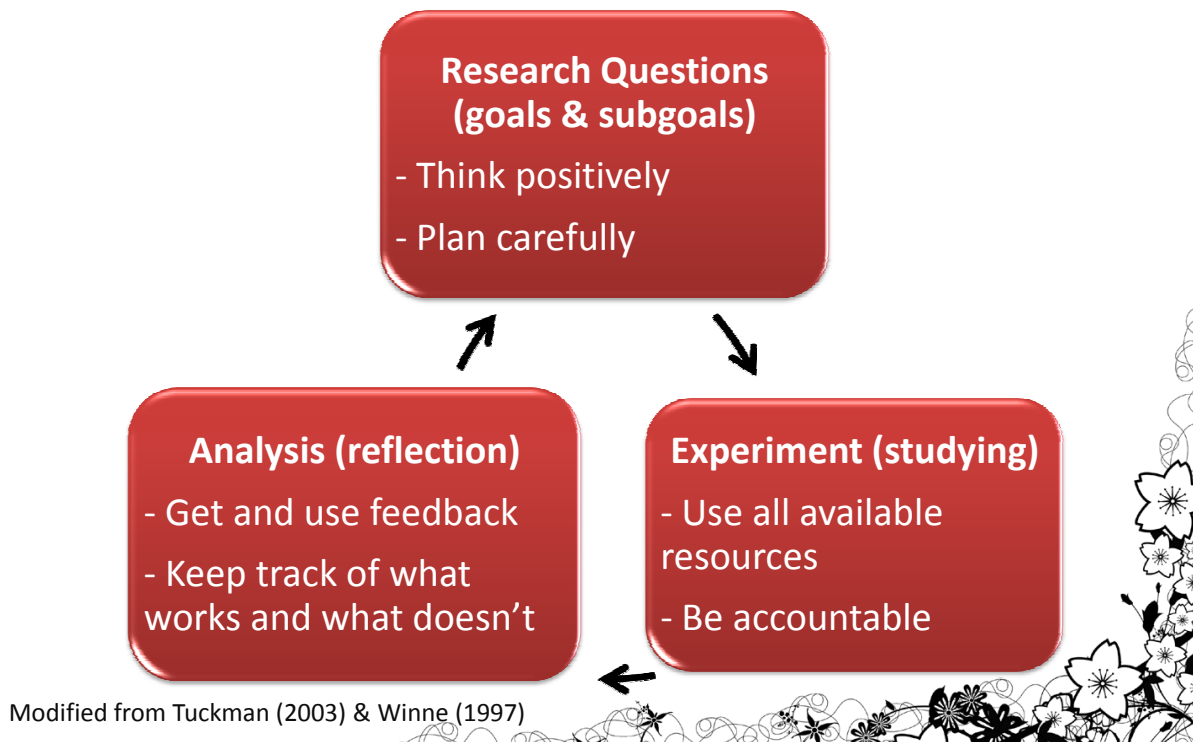 Research Questions
(goals & subgoals)
- Think positively
- Plan carefully
Analysis (reflection)
- Get and use feedback
- Keep track of what
works and what doesn’t
Experiment (studying)
- Use all available
resources
- Be accountable
Modified from Tuckman (2003) & Winne (1997)